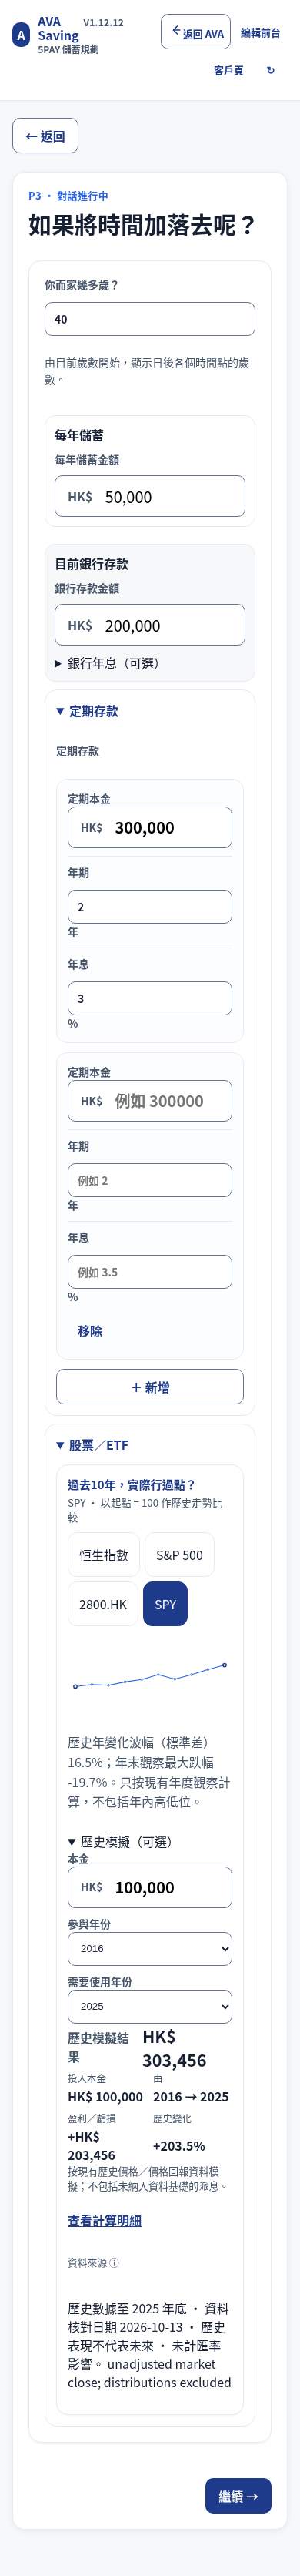 A
AVA Saving
V1.12.12
5PAY 儲蓄規劃
← 返回 AVA
編輯前台
客戶頁
↻
← 返回
P3 · 對話進行中
如果將時間加落去呢？
你而家幾多歲？
40
由目前歲數開始，顯示日後各個時間點的歲
數。
每年儲蓄
每年儲蓄金額
HK$ 50,000
目前銀行存款
銀行存款金額
HK$ 200,000
▶ 銀行年息（可選）
▼ 定期存款
定期存款
定期本金
HK$ 300,000
年期
2
年
年息
3
%
定期本金
HK$ 例如 300000
年期
例如 2
年
年息
例如 3.5
%
移除
＋ 新增
▼ 股票／ETF
過去10年，實際行過點？
SPY · 以起點 = 100 作歷史走勢比
較
恒生指數
S&P 500
2800.HK
SPY
歷史年變化波幅（標準差）
16.5%；年末觀察最大跌幅
-19.7%。只按現有年度觀察計
算，不包括年內高低位。
▼ 歷史模擬（可選）
本金
HK$ 100,000
參與年份
2016
需要使用年份
2025
歷史模擬結
果
HK$
303,456
投入本金
HK$ 100,000
由
2016 → 2025
盈利／虧損
+HK$
203,456
歷史變化
+203.5%
按現有歷史價格／價格回報資料模
擬；不包括未納入資料基礎的派息。
查看計算明細
資料來源 ⓘ
歷史數據至 2025 年底 · 資料
核對日期 2026-10-13 · 歷史
表現不代表未來 · 未計匯率
影響。 unadjusted market
close; distributions excluded
繼續 →